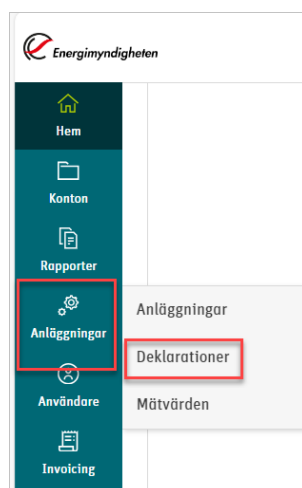 Energimyndigheten
Hem
Konton
Rapporter
Anläggningar
Användare
Invoicing
Anläggningar
Deklarationer
Mätvärden